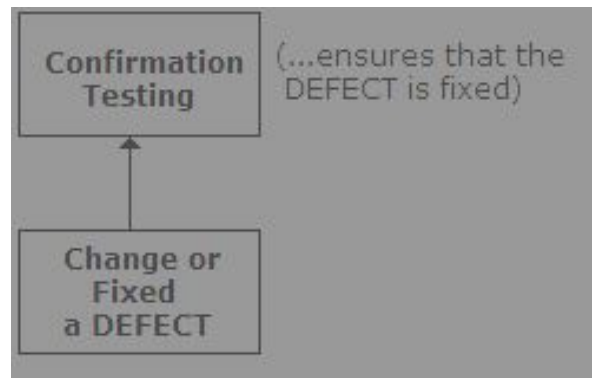 Confirmation
Testing
(...ensures that the
DEFECT is fixed)
Change or
Fixed
a DEFECT